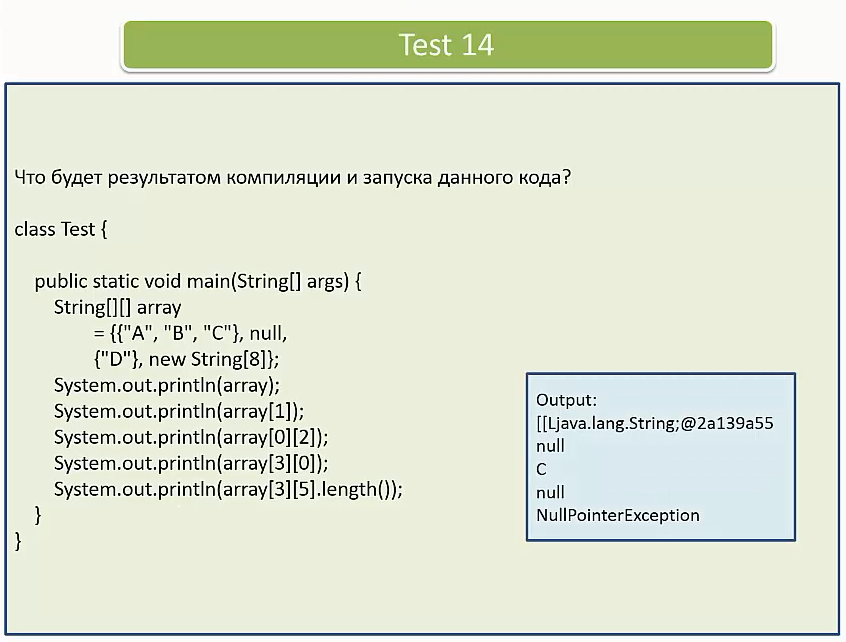 Test 14
Что будет результатом компиляции и запуска данного кода?
class Test {
public static void main(String[] args) {
String[][] array
= {{"A", "B", "C"}, null,
{"D"}, new String[8]};
System.out.println(array);
System.out.println(array[1]);
System.out.println(array[0][2]);
System.out.println(array[3][0]);
System.out.println(array[3][5].length());
}
}
Output:
[[Ljava.lang.String;@2a139a55
null
C
null
NullPointerException